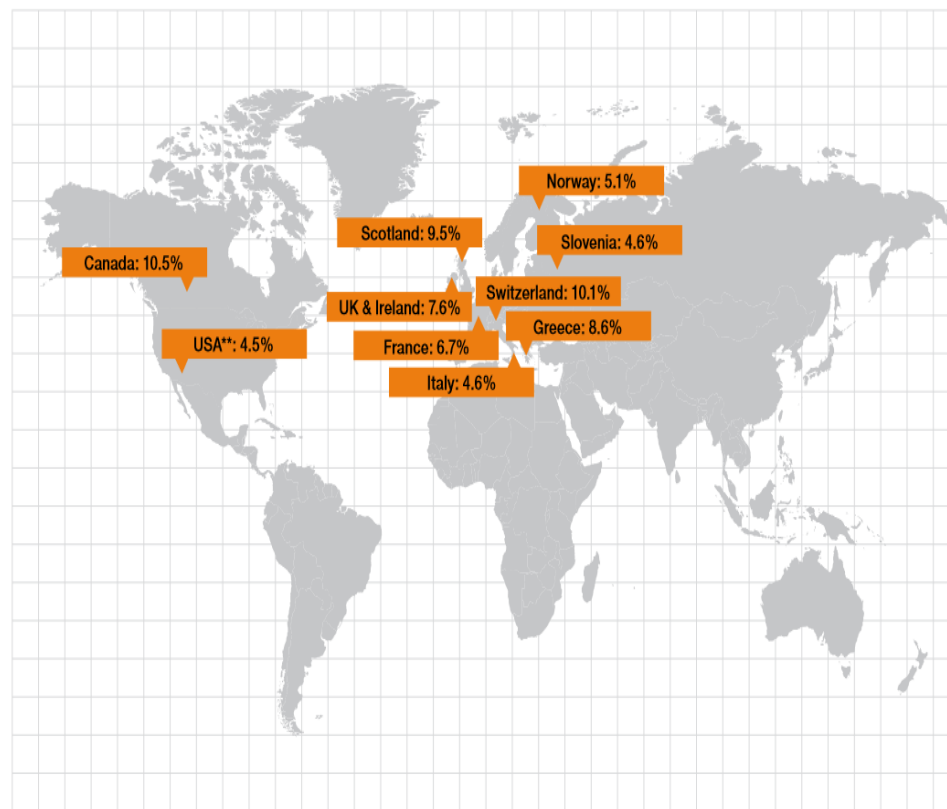 Norway: 5.1%
Scotland: 9.5%
Slovenia: 4.6%
Canada: 10.5%
Switzerland: 10.1%
UK & Ireland: 7.6%
Greece: 8.6%
USA**: 4.5%
France: 6.7%
Italy: 4.6%